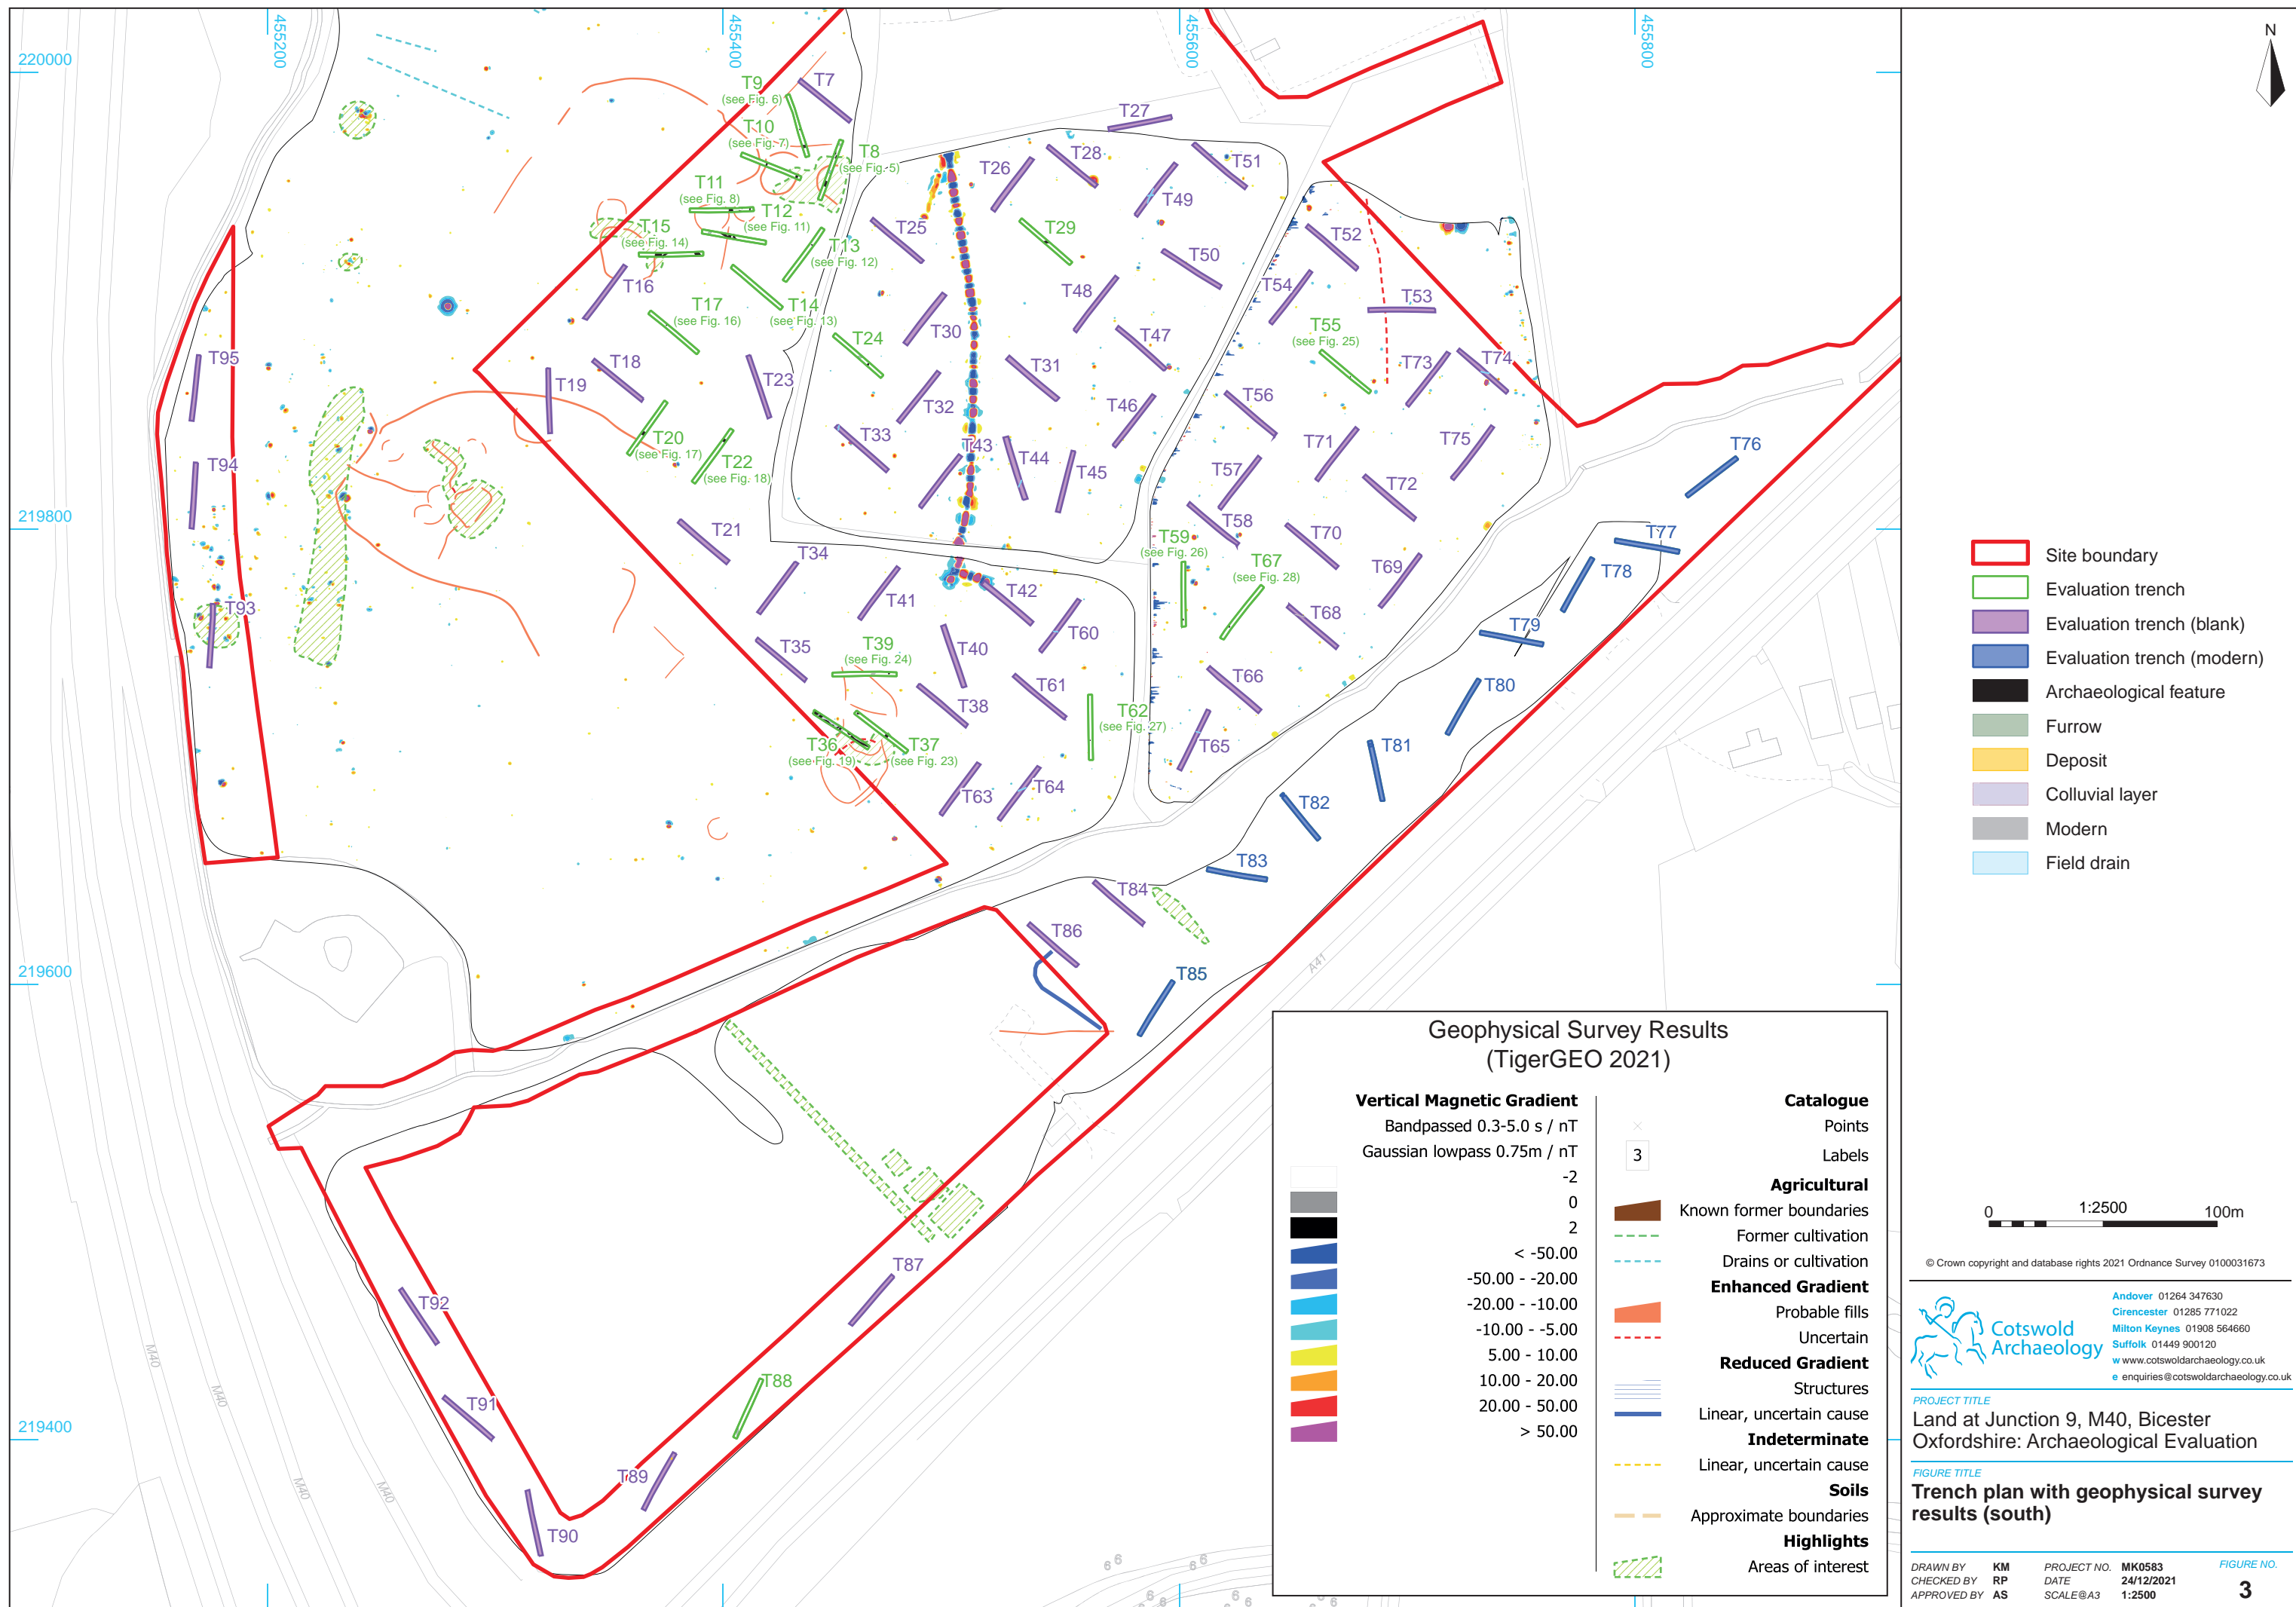 455200
455400
455600
455800
220000
219800
219600
219400
N
T7
T9
(see Fig. 6)
T10
(see Fig. 7)
T8
(see Fig. 5)
T11
(see Fig. 8)
T12
(see Fig. 11)
T15
(see Fig. 14)
T13
(see Fig. 12)
T16
T17
(see Fig. 16)
T14
(see Fig. 13)
T18
T19
T20
(see Fig. 17)
T22
(see Fig. 18)
T23
T24
T21
T25
T26
T27
T28
T29
T30
T31
T32
T33
T34
T35
T36
(see Fig. 19)
T37
(see Fig. 23)
T38
T39
(see Fig. 24)
T40
T41
T42
T43
T44
T45
T46
T47
T48
T49
T50
T51
T52
T53
T54
T55
(see Fig. 25)
T56
T57
T58
T59
(see Fig. 26)
T60
T61
T62
(see Fig. 27)
T63
T64
T65
T66
T67
(see Fig. 28)
T68
T69
T70
T71
T72
T73
T74
T75
T76
T77
T78
T79
T80
T81
T82
T83
T84
T85
T86
T87
T88
T89
T90
T91
T92
T93
T94
T95
A41
M40
M40
M40
M40
6 6
6 6
6 6
6 6
6 6
6 6
Site boundary
Evaluation trench
Evaluation trench (blank)
Evaluation trench (modern)
Archaeological feature
Furrow
Deposit
Colluvial layer
Modern
Field drain
Geophysical Survey Results
(TigerGEO 2021)
Vertical Magnetic Gradient
Bandpassed 0.3-5.0 s / nT
Gaussian lowpass 0.75m / nT
-2
0
2
< -50.00
-50.00 - -20.00
-20.00 - -10.00
-10.00 - -5.00
5.00 - 10.00
10.00 - 20.00
20.00 - 50.00
> 50.00
Catalogue
Points
3 Labels
Agricultural
Known former boundaries
Former cultivation
Drains or cultivation
Enhanced Gradient
Probable fills
Uncertain
Reduced Gradient
Structures
Linear, uncertain cause
Indeterminate
Linear, uncertain cause
Soils
Approximate boundaries
Highlights
Areas of interest
0 1:2500 100m
© Crown copyright and database rights 2021 Ordnance Survey 0100031673
Cotswold
Archaeology
Andover 01264 347630
Cirencester 01285 771022
Milton Keynes 01908 564660
Suffolk 01449 900120
w www.cotswoldarchaeology.co.uk
e enquiries@cotswoldarchaeology.co.uk
PROJECT TITLE
Land at Junction 9, M40, Bicester
Oxfordshire: Archaeological Evaluation
FIGURE TITLE
Trench plan with geophysical survey
results (south)
DRAWN BY KM PROJECT NO. MK0583 FIGURE NO.
CHECKED BY RP DATE 24/12/2021
APPROVED BY AS SCALE@A3 1:2500 3